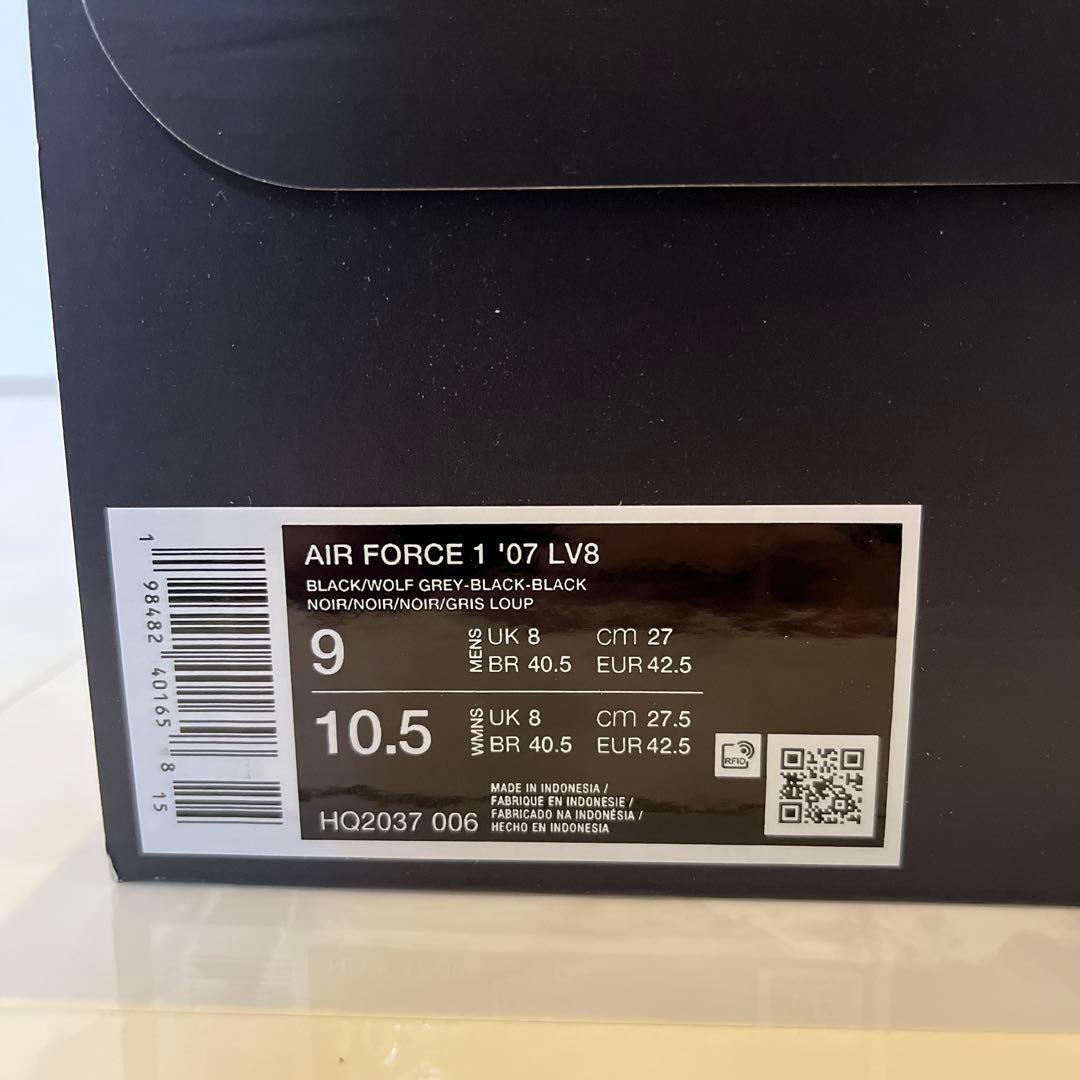 AIR FORCE 1 '07 LV8
BLACK/WOLF GREY-BLACK-BLACK
NOIR/NOIR/NOIR/GRIS LOUP
9 MENS UK 8 cm 27
BR 40.5 EUR 42.5
10.5 WMNS UK 8 cm 27.5
BR 40.5 EUR 42.5
RFID
HQ2037 006
MADE IN INDONESIA /
FABRIQUE EN INDONESIE /
FABRICADO NA INDONÉSIA /
HECHO EN INDONESIA
1 98482 40165 8 15